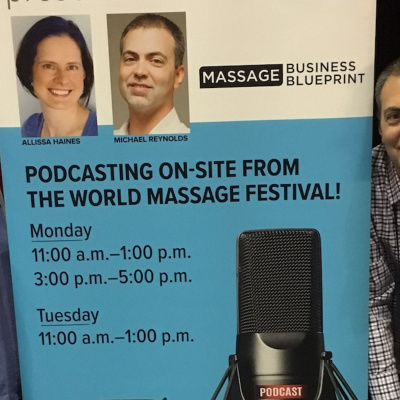 ALLISSA HAINES
MICHAEL REYNOLDS
MASSAGE BUSINESS BLUEPRINT
PODCASTING ON-SITE FROM
THE WORLD MASSAGE FESTIVAL!
Monday
11:00 a.m.–1:00 p.m.
3:00 p.m.–5:00 p.m.
Tuesday
11:00 a.m.–1:00 p.m.
PODCAST